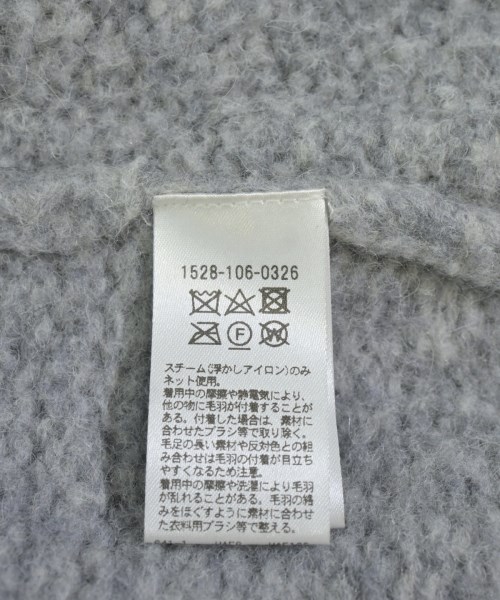 1528-106-0326
F
W
スチーム(浮かしアイロン)のみ
ネット使用。
着用中の摩擦や静電気により、
他の物に毛羽が付着することが
ある。付着した場合は、素材に
合わせたブラシ等で取り除く。
毛足の長い素材や反対色との組
み合わせは毛羽の付着が目立ち
やすくなるため注意。
着用中の摩擦や洗濯により毛羽
が乱れることがある。毛羽の絡
みをほぐすように素材に合わせ
た衣料用ブラシ等で整える。